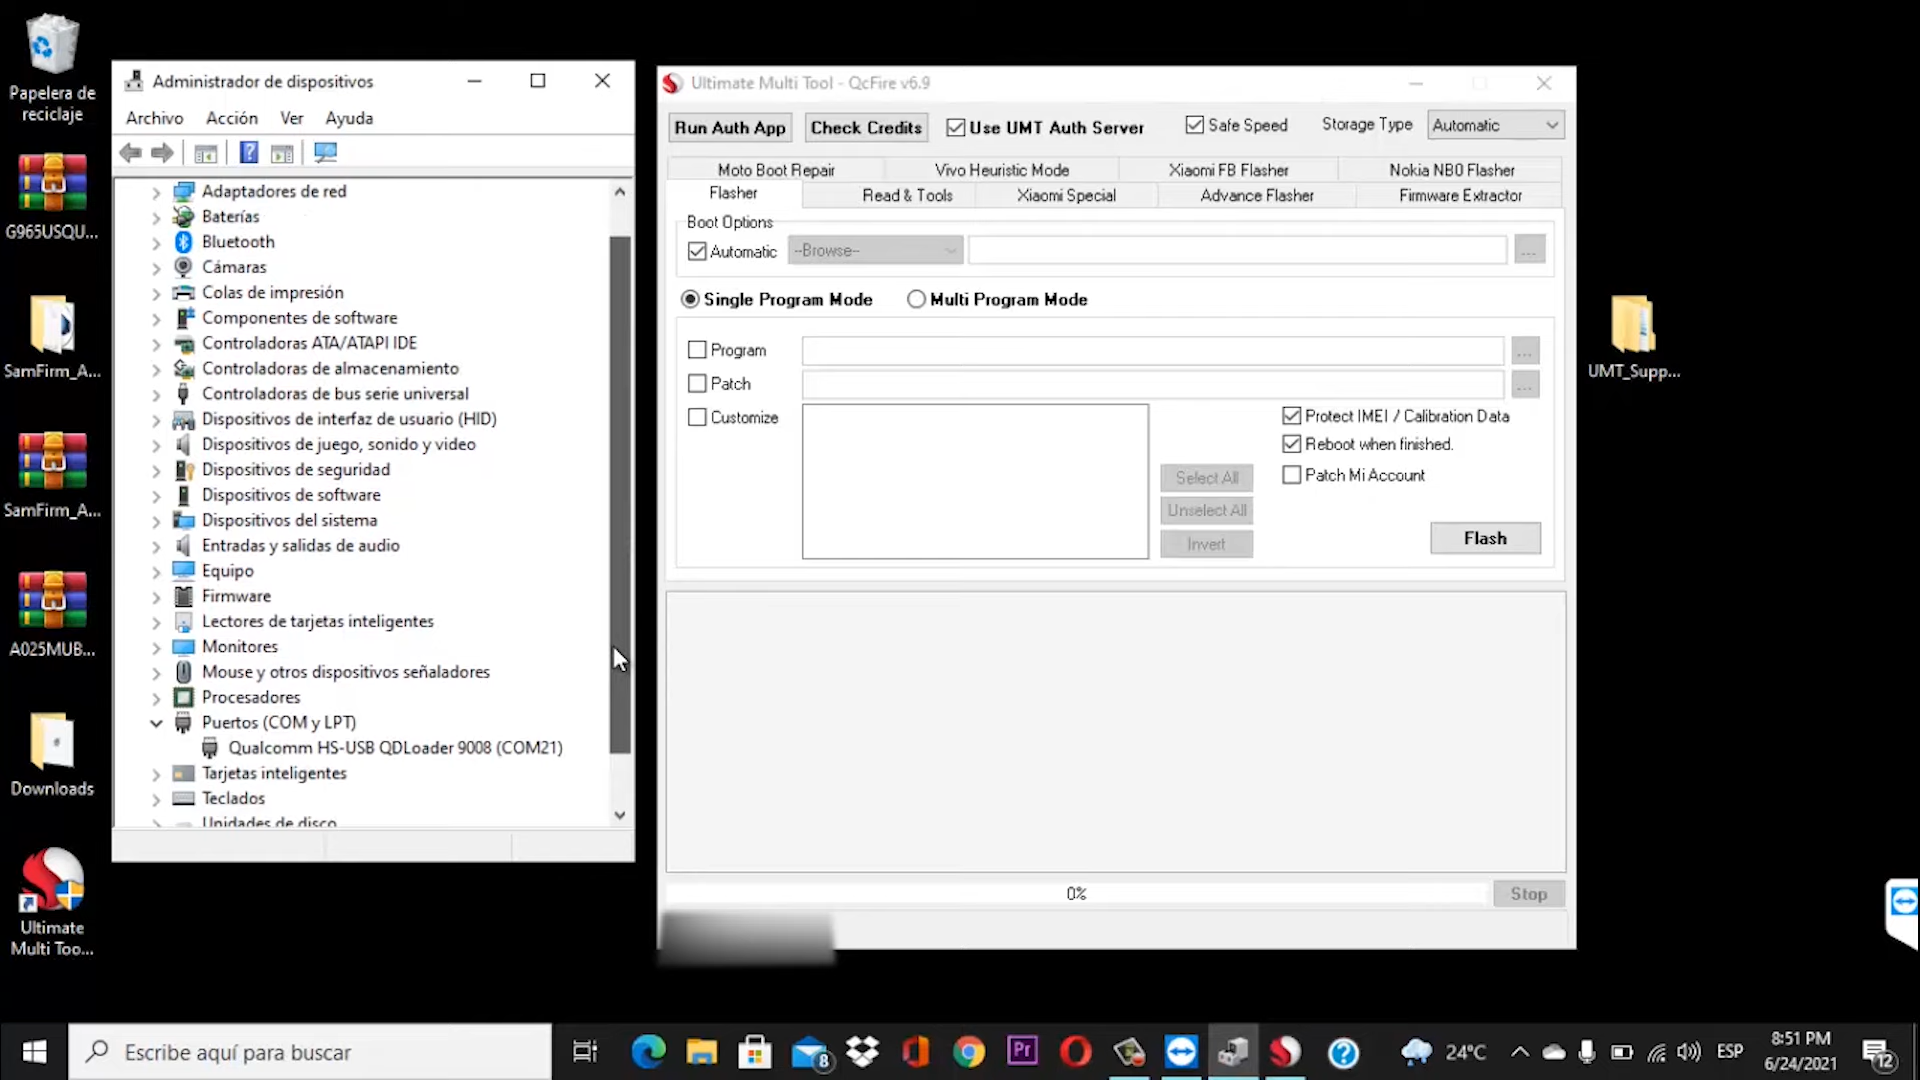 Papelera de
reciclaje
G965USQU...
SamFirm_A...
SamFirm_A...
A025MUB...
Downloads
Ultimate
Multi Too...
Administrador de dispositivos
Archivo Acción Ver Ayuda
Adaptadores de red
Baterías
Bluetooth
Cámaras
Colas de impresión
Componentes de software
Controladoras ATA/ATAPI IDE
Controladoras de almacenamiento
Controladoras de bus serie universal
Dispositivos de interfaz de usuario (HID)
Dispositivos de juego, sonido y video
Dispositivos de seguridad
Dispositivos de software
Dispositivos del sistema
Entradas y salidas de audio
Equipo
Firmware
Lectores de tarjetas inteligentes
Monitores
Mouse y otros dispositivos señaladores
Procesadores
Puertos (COM y LPT)
Qualcomm HS-USB QDLoader 9008 (COM21)
Tarjetas inteligentes
Teclados
Unidades de disco
Ultimate Multi Tool - QcFire v6.9
Run Auth App Check Credits Use UMT Auth Server Safe Speed Storage Type Automatic
Moto Boot Repair Vivo Heuristic Mode Xiaomi FB Flasher Nokia NB0 Flasher
Flasher Read & Tools Xiaomi Special Advance Flasher Firmware Extractor
Boot Options
Automatic --Browse-- ...
Single Program Mode Multi Program Mode
Program ...
Patch ...
Customize
Protect IMEI / Calibration Data
Reboot when finished.
Select All
Patch Mi Account
Unselect All
Invert
Flash
0% Stop
UMT_Supp...
Escribe aquí para buscar
8
Pr
24°C
ESP
8:51 PM
6/24/2021
12